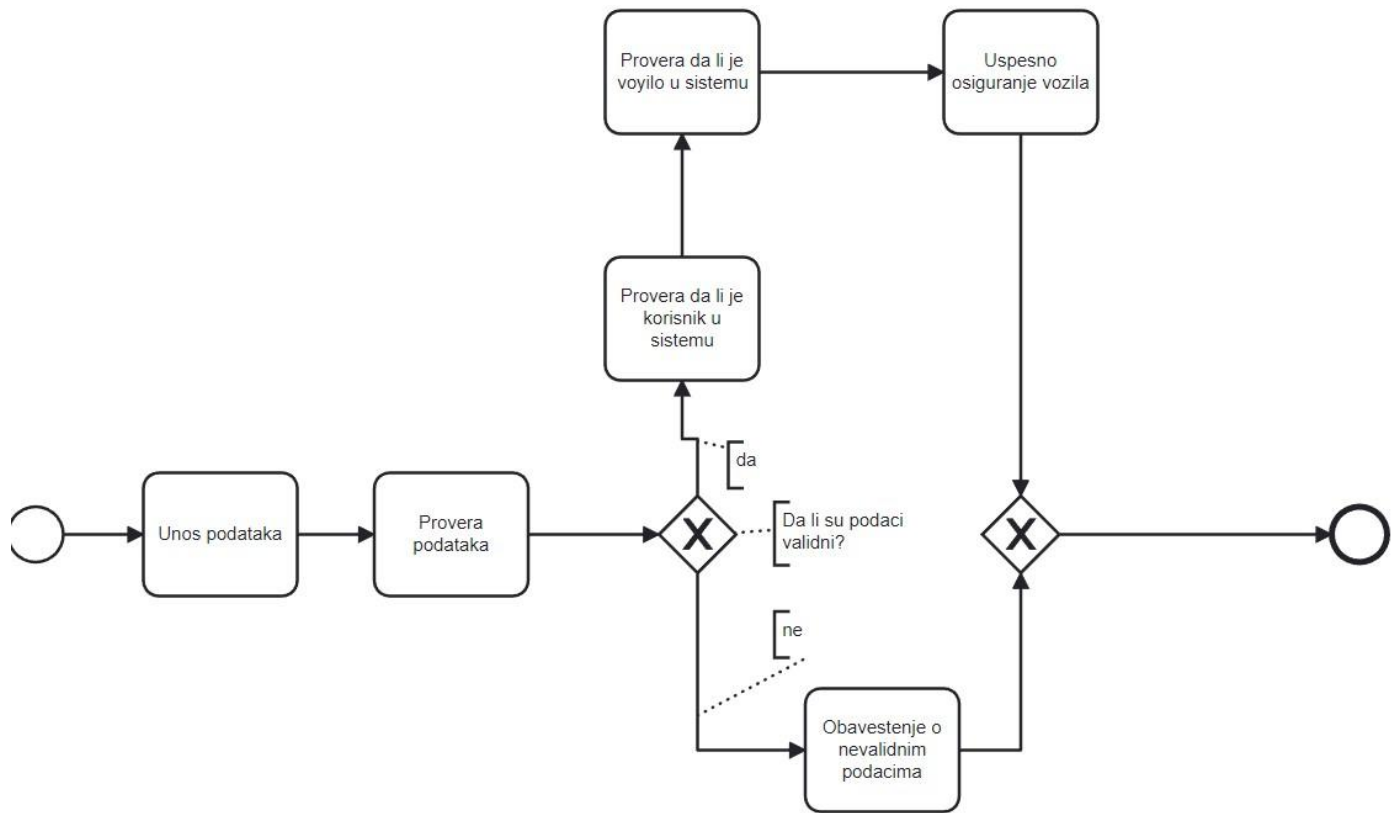 Provera da li je
voyilo u sistemu
Uspesno
osiguranje vozila
Provera da li je
korisnik u
sistemu
da
Unos podataka
Provera
podataka
X
Da li su podaci
validni?
X
ne
Obavestenje o
nevalidnim
podacima